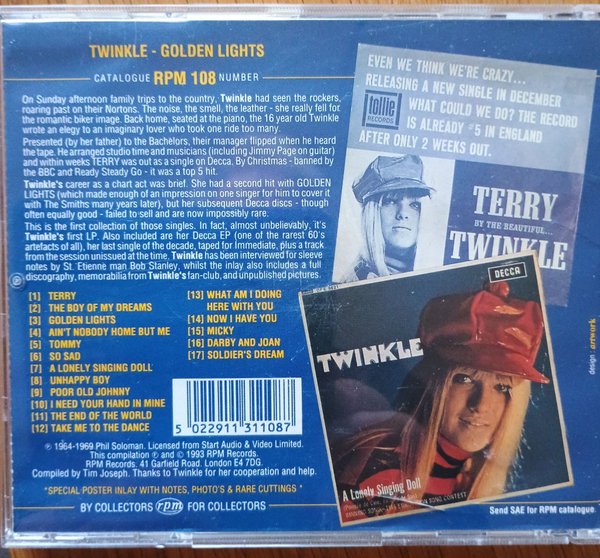 TWINKLE - GOLDEN LIGHTS
CATALOGUE RPM 108 NUMBER
On Sunday afternoon family trips to the country, Twinkle had seen the rockers,
roaring past on their Nortons. The noise, the smell, the leather - she really fell for
the romantic biker image. Back home, seated at the piano, the 16 year old Twinkle
wrote an elegy to an imaginary lover who took one ride too many.
Presented (by her father) to the Bachelors, their manager flipped when he heard
the tape. He arranged studio time and musicians (including Jimmy Page on guitar)
and within weeks TERRY was out as a single on Decca. By Christmas - banned by
the BBC and Ready Steady Go - it was a top 5 hit.
Twinkle's career as a chart act was brief. She had a second hit with GOLDEN
LIGHTS (which made enough of an impression on one singer for him to cover it
with The Smiths many years later), but her subsequent Decca discs - though
often equally good - failed to sell and are now impossibly rare.
This is the first collection of those singles. In fact, almost unbelievably, it's
Twinkle's first LP. Also included are her Decca EP (one of the rarest 60's
artefacts of all), her last single of the decade, taped for Immediate, plus a track
from the session unissued at the time. Twinkle has been interviewed for sleeve
notes by St. Etienne man Bob Stanley, whilst the inlay also includes a full
discography, memorabilia from Twinkle's fan-club, and unpublished pictures.
[1] TERRY
[2] THE BOY OF MY DREAMS
[3] GOLDEN LIGHTS
[4] AIN'T NOBODY HOME BUT ME
[5] TOMMY
[6] SO SAD
[7] A LONELY SINGING DOLL
[8] UNHAPPY BOY
[9] POOR OLD JOHNNY
[10] I NEED YOUR HAND IN MINE
[11] THE END OF THE WORLD
[12] TAKE ME TO THE DANCE
[13] WHAT AM I DOING
HERE WITH YOU
[14] NOW I HAVE YOU
[15] MICKY
[16] DARBY AND JOAN
[17] SOLDIER'S DREAM
5 022911 311087
℗ 1964-1969 Phil Soloman. Licensed from Start Audio & Video Limited.
This compilation ℗ and © 1993 RPM Records.
RPM Records: 41 Garfield Road. London E4 7DG.
Compiled by Tim Joseph. Thanks to Twinkle for her cooperation and help.
*SPECIAL POSTER INLAY WITH NOTES, PHOTO'S & RARE CUTTINGS *
BY COLLECTORS rpm FOR COLLECTORS
EVEN WE THINK WE'RE CRAZY...
RELEASING A NEW SINGLE IN DECEMBER
tollie
RECORDS
WHAT COULD WE DO? THE RECORD
IS ALREADY #5 IN ENGLAND
AFTER ONLY 2 WEEKS OUT.
TERRY
BY THE BEAUTIFUL...
TWINKLE
DECCA
TWINKLE
A Lonely Singing Doll
SONG CONTEST
design artwork
Send SAE for RPM catalogue.